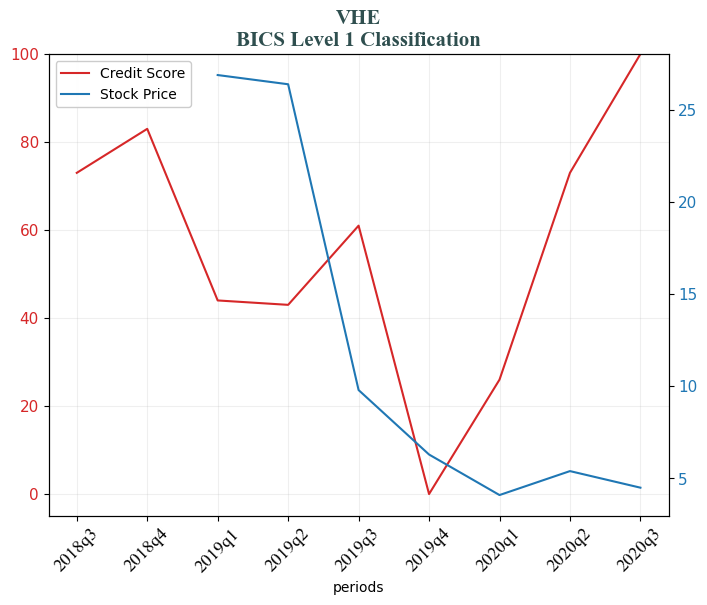 VHE
BICS Level 1 Classification
Credit Score
Stock Price
100
80
60
40
20
0
25
20
15
10
5
2018q3
2018q4
2019q1
2019q2
2019q3
2019q4
2020q1
2020q2
2020q3
periods